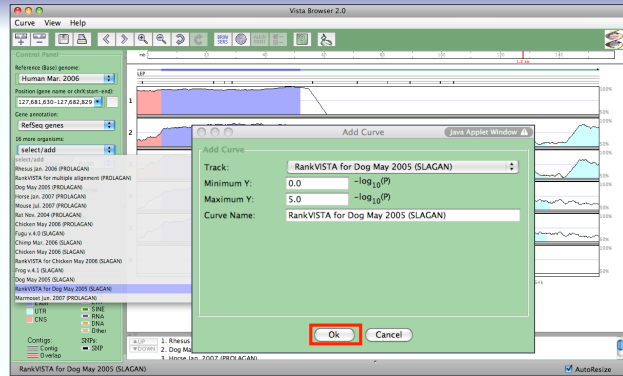 Vista Browser 2.0
Curve View Help
Control Panel
Reference (Base) genome:
Human Mar. 2006
Position (gene name or chrX:start-end):
127,681,630-127,682,829
Gene annotation:
RefSeq genes
16 more organisms:
select/add
select/add
Rhesus Jan. 2006 (PROLAGAN)
RankVISTA for multiple alignment (PROLAGAN)
Dog May 2005 (PROLAGAN)
Horse Jan. 2007 (PROLAGAN)
Mouse Jul. 2007 (PROLAGAN)
Rat Nov. 2004 (PROLAGAN)
Chicken May 2006 (PROLAGAN)
Fugu v.4.0 (SLAGAN)
Chimp Mar. 2006 (SLAGAN)
Chicken May 2006 (SLAGAN)
RankVISTA for Chicken May 2006 (SLAGAN)
Frog v.4.1 (SLAGAN)
Dog May 2005 (SLAGAN)
RankVISTA for Dog May 2005 (SLAGAN)
Marmoset Jun. 2007 (PROLAGAN)
UTR
CNS
SINE
RNA
DNA
Other
Contigs: SNPs:
Contig SNP
Overlap
LEP
1
2
Add Curve
Java Applet Window
Add Curve
Track: RankVISTA for Dog May 2005 (SLAGAN)
Minimum Y: 0.0 -log10(P)
Maximum Y: 5.0 -log10(P)
Curve Name: RankVISTA for Dog May 2005 (SLAGAN)
Ok Cancel
UP 1. Rhesus
DOWN 2. Dog Ma
3. Horse Jan. 2007 (PROLAGAN)
RankVISTA for Dog May 2005 (SLAGAN)
AutoResize